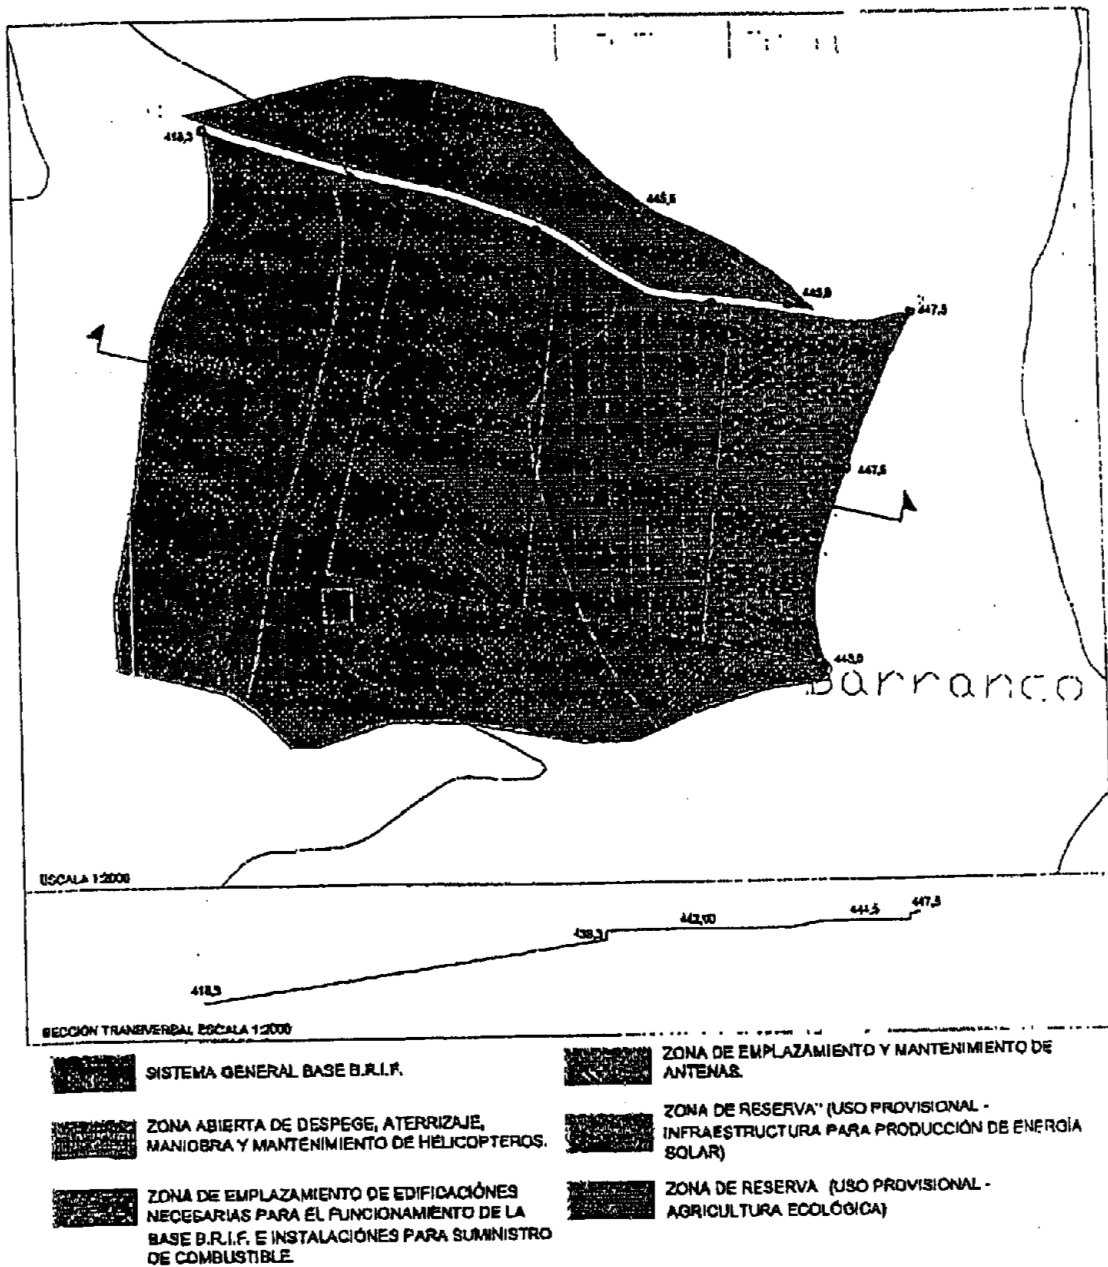 418,3
445,5
445,9
447,5
447,5
443,9
Barranco
ESCALA 1:2000
418,3
439,3
442,00
444,5
447,5
SECCIÓN TRANSVERSAL ESCALA 1:2000
SISTEMA GENERAL BASE B.R.I.F.
ZONA ABIERTA DE DESPEGE, ATERRIZAJE,
MANIOBRA Y MANTENIMIENTO DE HELICOPTEROS.
ZONA DE EMPLAZAMIENTO DE EDIFICACIÓNES
NECESARIAS PARA EL FUNCIONAMIENTO DE LA
BASE B.R.I.F. E INSTALACIÓNES PARA SUMINISTRO
DE COMBUSTIBLE
ZONA DE EMPLAZAMIENTO Y MANTENIMIENTO DE
ANTENAS.
ZONA DE RESERVA" (USO PROVISIONAL -
INFRAESTRUCTURA PARA PRODUCCIÓN DE ENERGÍA
SOLAR)
ZONA DE RESERVA (USO PROVISIONAL -
AGRICULTURA ECOLÓGICA)